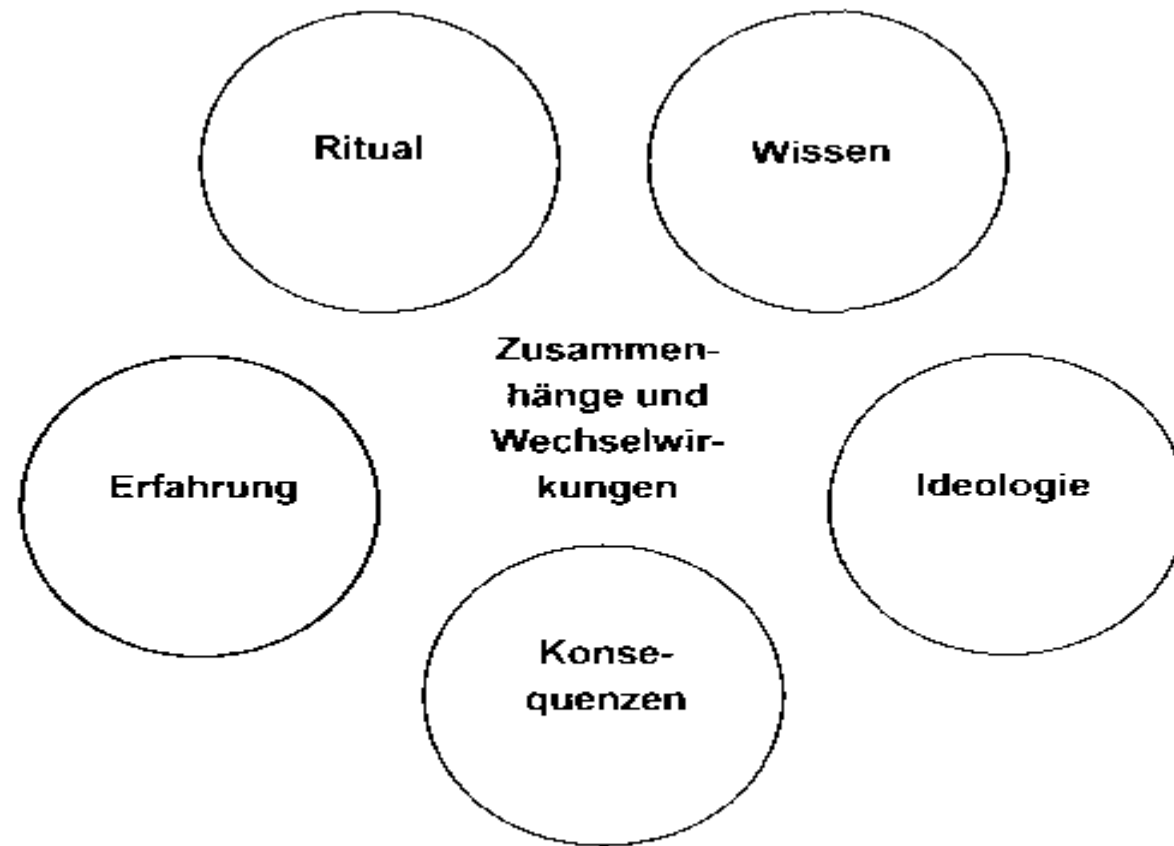 Ritual
Wissen
Zusammen-
hänge und
Wechselwir-
kungen
Erfahrung
Ideologie
Konse-
quenzen